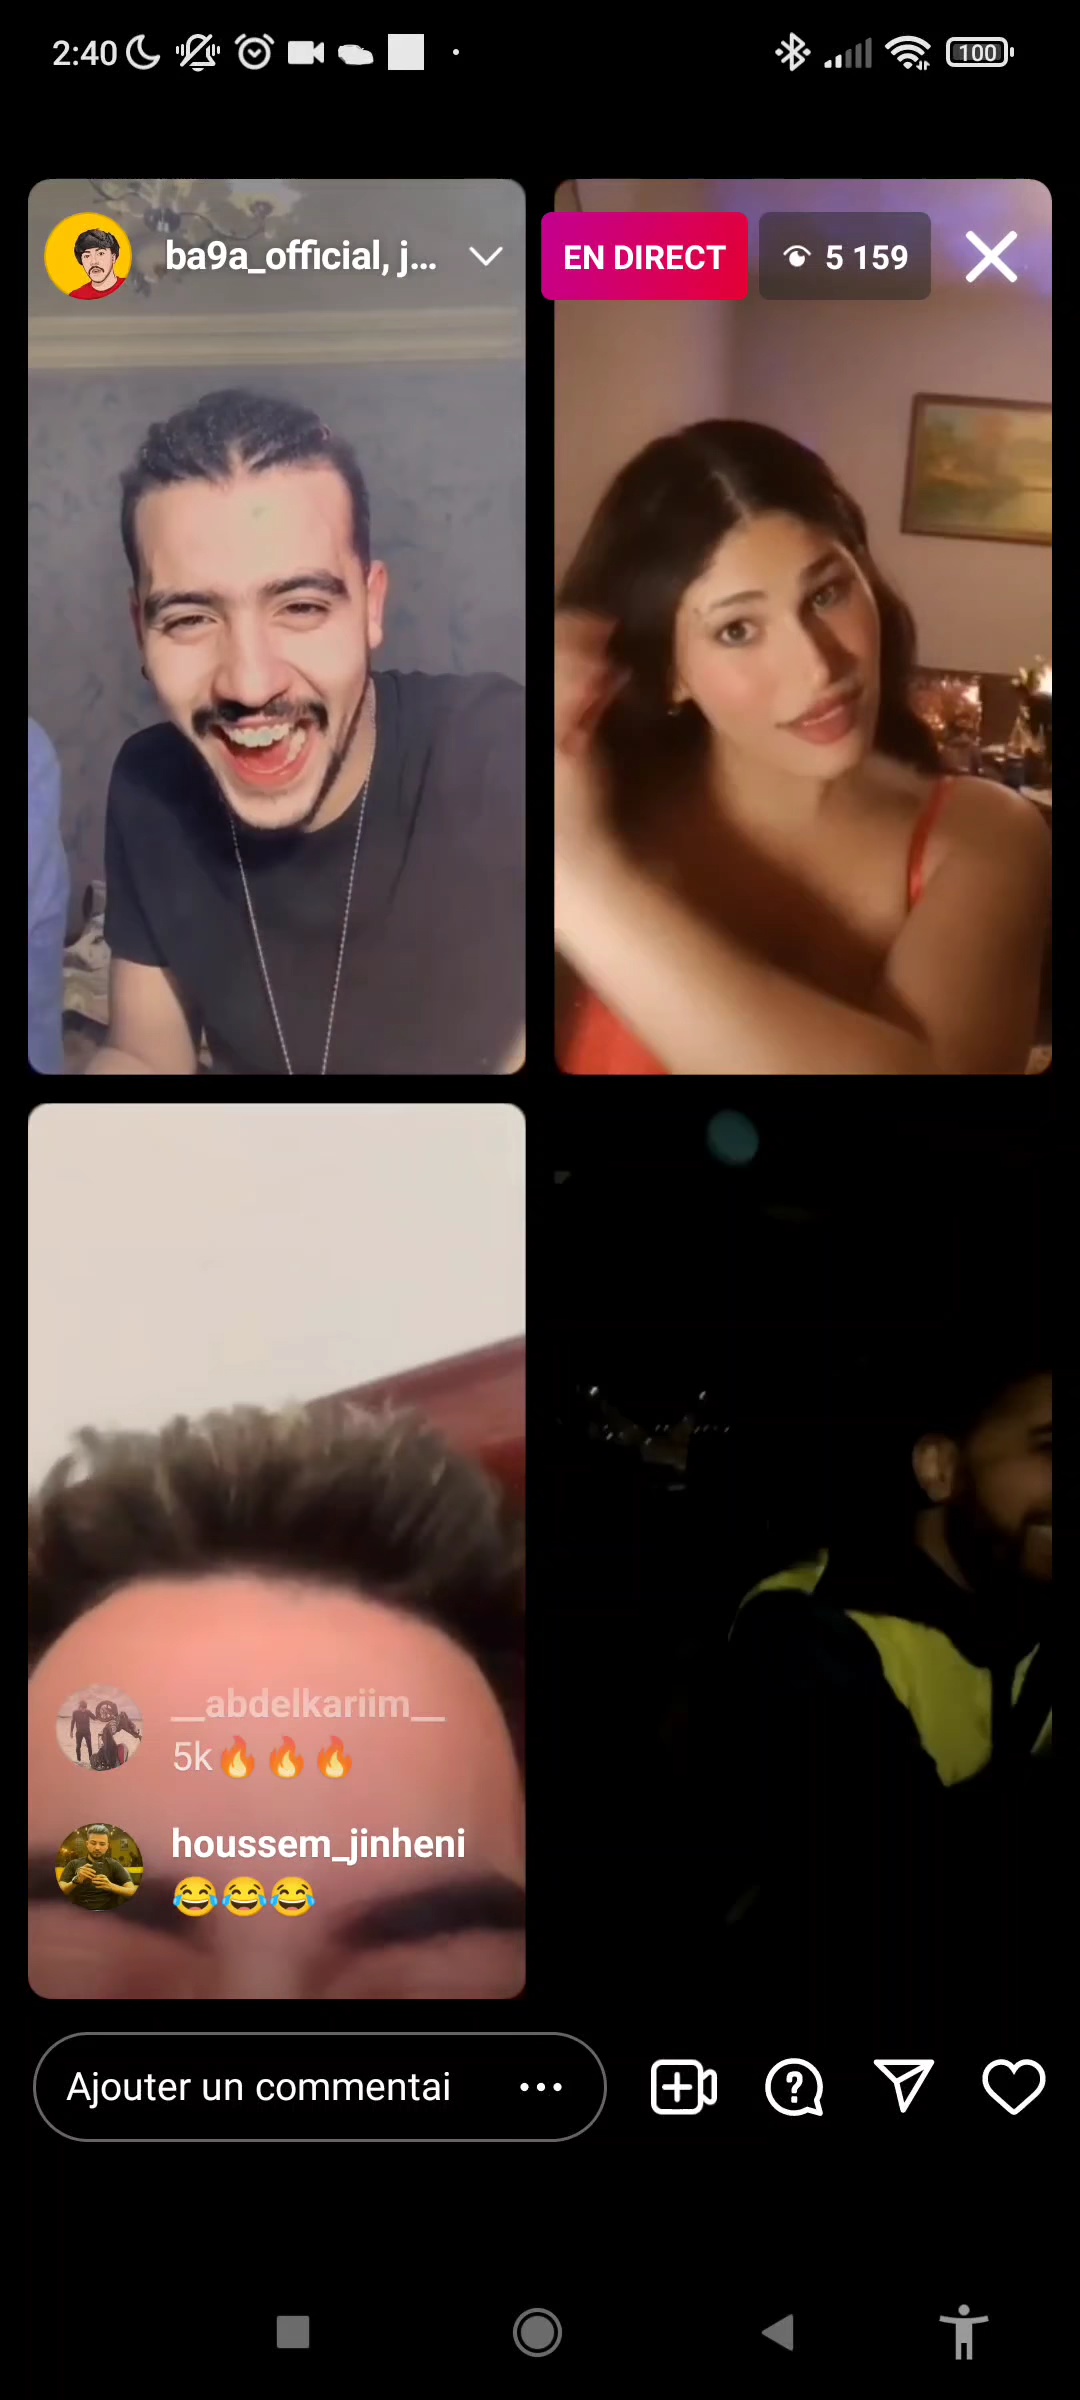 2:40
100
ba9a_official, j...
EN DIRECT
5 159
__abdelkariim__
5k🔥🔥🔥
houssem_jinheni
😂😂😂
Ajouter un commentai